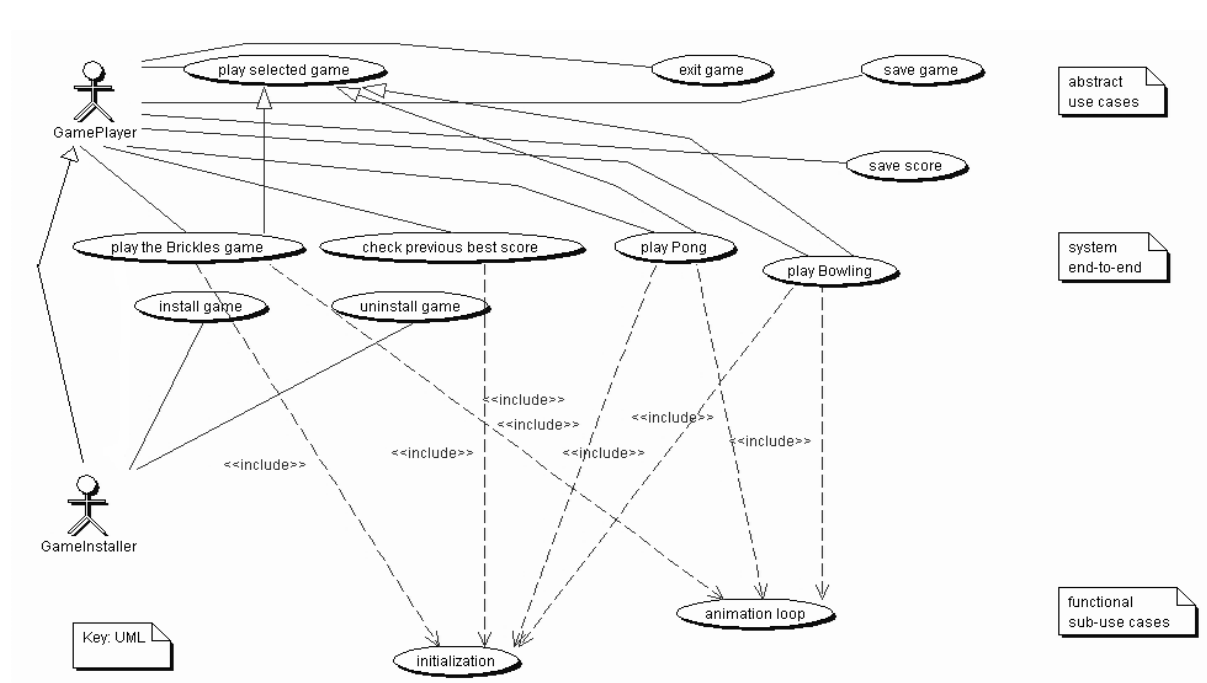 play selected game
exit game
save game
abstract
use cases
GamePlayer
save score
play the Brickles game
check previous best score
play Pong
play Bowling
system
end-to-end
install game
uninstall game
<<include>>
<<include>>
<<include>>
<<include>>
<<include>>
<<include>>
<<include>>
GameInstaller
animation loop
functional
sub-use cases
Key: UML
initialization